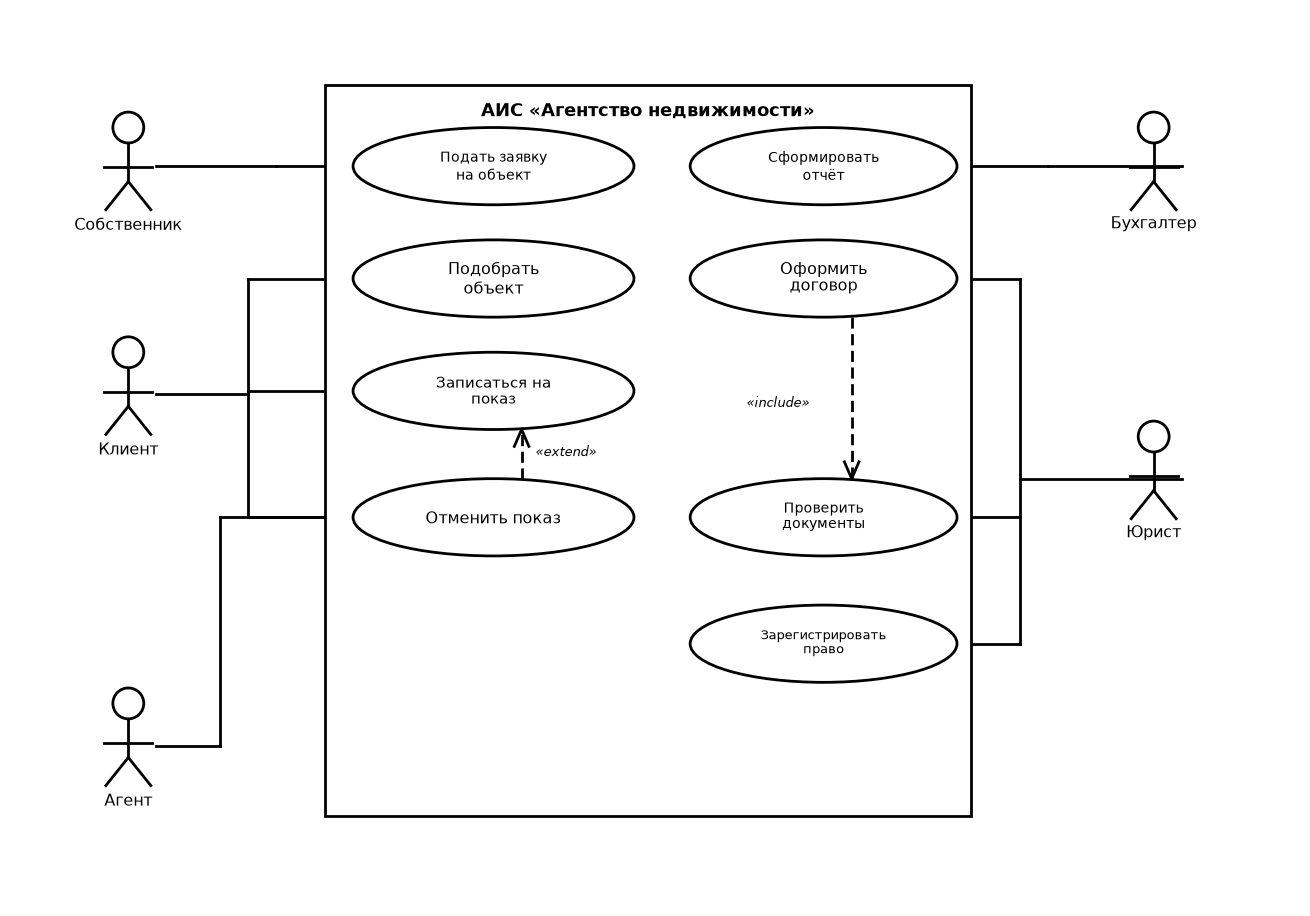 АИС «Агентство недвижимости»
Подать заявку
на объект
Сформировать
отчёт
Собственник
Бухгалтер
Подобрать
объект
Оформить
договор
Записаться на
показ
«include»
Клиент
«extend»
Отменить показ
Проверить
документы
Юрист
Зарегистрировать
право
Агент